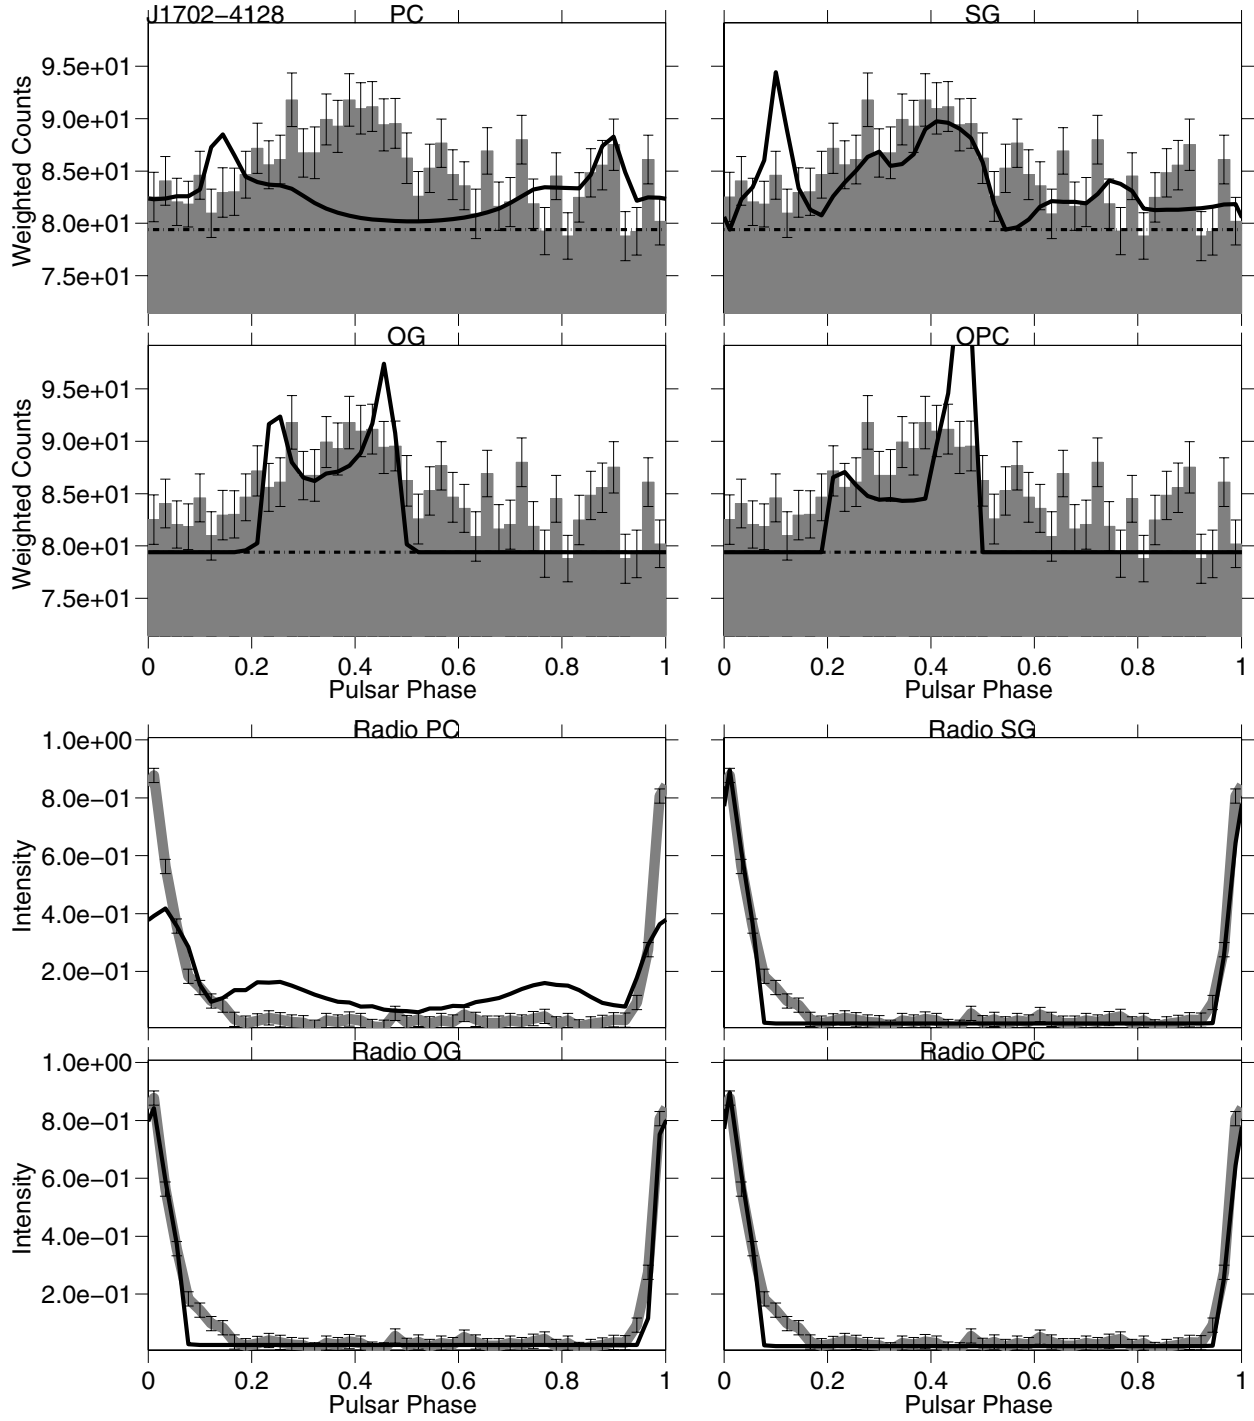 J1702−4128 PC SG
9.5e+01
9.0e+01
8.5e+01
8.0e+01
7.5e+01
Weighted Counts
OG OPC
9.5e+01
9.0e+01
8.5e+01
8.0e+01
7.5e+01
Weighted Counts
0 0.2 0.4 0.6 0.8 1 0 0.2 0.4 0.6 0.8 1
Pulsar Phase Pulsar Phase
Radio PC Radio SG
1.0e+00
8.0e−01
6.0e−01
4.0e−01
2.0e−01
Intensity
Radio OG Radio OPC
1.0e+00
8.0e−01
6.0e−01
4.0e−01
2.0e−01
Intensity
0 0.2 0.4 0.6 0.8 1 0 0.2 0.4 0.6 0.8 1
Pulsar Phase Pulsar Phase